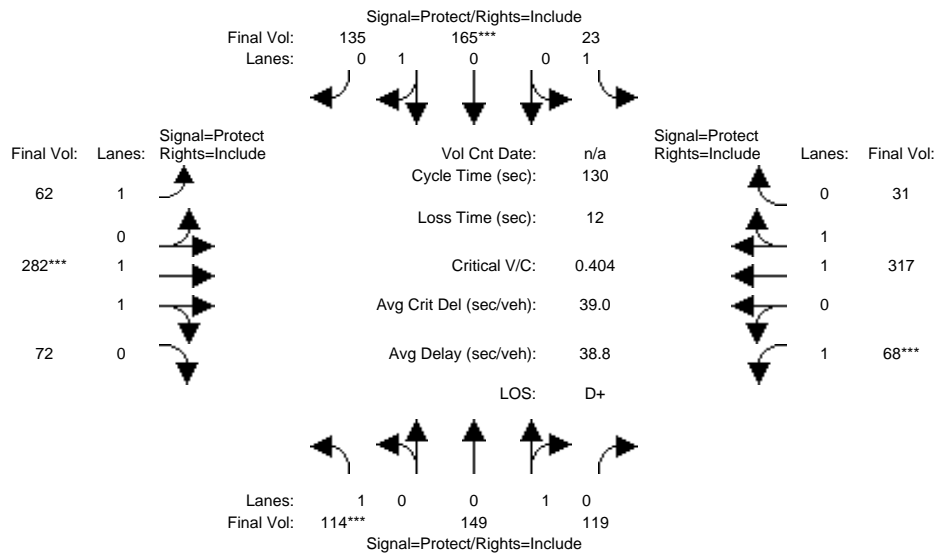 Signal=Protect/Rights=Include
Final Vol: 135 165*** 23
Lanes: 0 1 0 0 1
Signal=Protect
Final Vol: Lanes: Rights=Include
Vol Cnt Date: n/a
Signal=Protect
Rights=Include Lanes: Final Vol:
Cycle Time (sec): 130
62 1
0 31
Loss Time (sec): 12
0
1
282*** 1
Critical V/C: 0.404
1 317
1
Avg Crit Del (sec/veh): 39.0
0
72 0
Avg Delay (sec/veh): 38.8
1 68***
LOS: D+
Lanes: 1 0 0 1 0
Final Vol: 114*** 149 119
Signal=Protect/Rights=Include